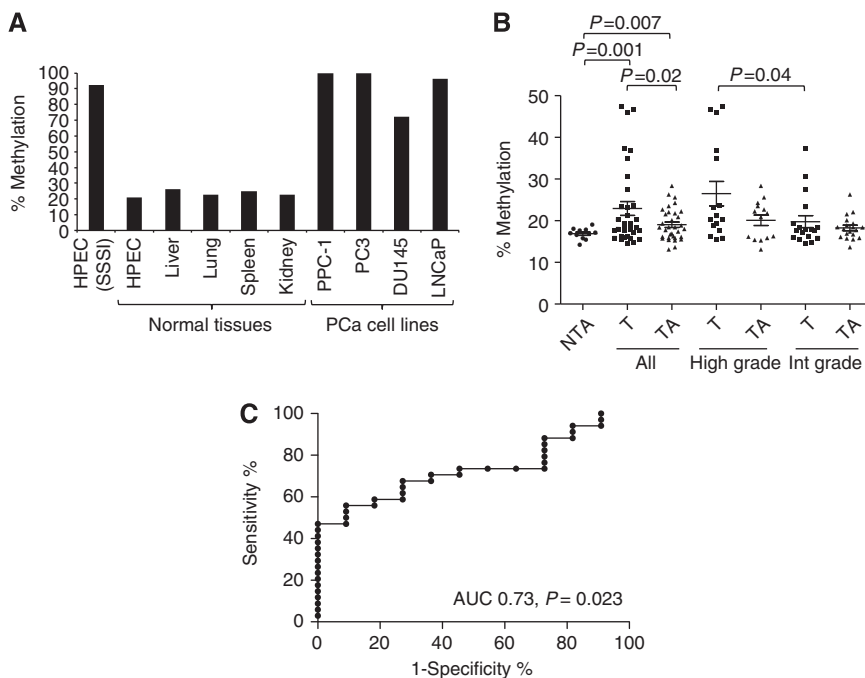 A
% Methylation
100
90
80
70
60
50
40
30
20
10
0
HPEC (SSSI)
HPEC
Liver
Lung
Spleen
Kidney
PPC-1
PC3
DU145
LNCaP
Normal tissues
PCa cell lines
B
P=0.007
P=0.001
P=0.02
P=0.04
% Methylation
50
40
30
20
10
0
NTA
T
TA
T
TA
T
TA
All
High grade
Int grade
C
Sensitivity %
100
80
60
40
20
0
AUC 0.73, P = 0.023
0
20
40
60
80
100
1-Specificity %